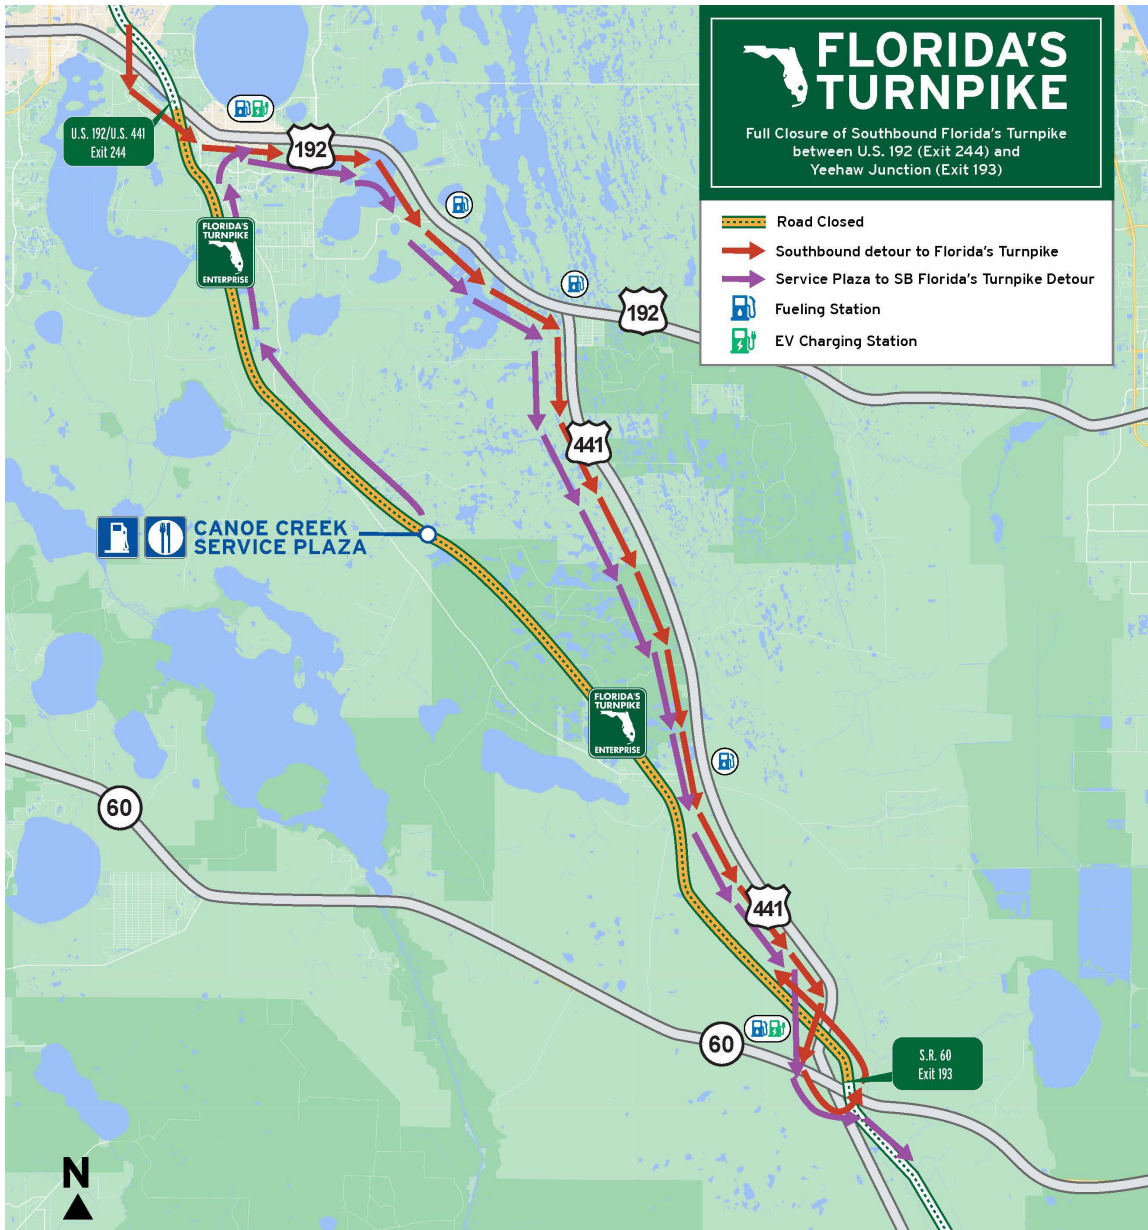 FLORIDA'S
TURNPIKE
Full Closure of Southbound Florida's Turnpike
between U.S. 192 (Exit 244) and
Yeehaw Junction (Exit 193)
Road Closed
Southbound detour to Florida's Turnpike
Service Plaza to SB Florida's Turnpike Detour
Fueling Station
EV Charging Station
U.S. 192/U.S. 441
Exit 244
192
FLORIDA'S
TURNPIKE
ENTERPRISE
192
441
CANOE CREEK
SERVICE PLAZA
FLORIDA'S
TURNPIKE
ENTERPRISE
60
441
60
S.R. 60
Exit 193
N